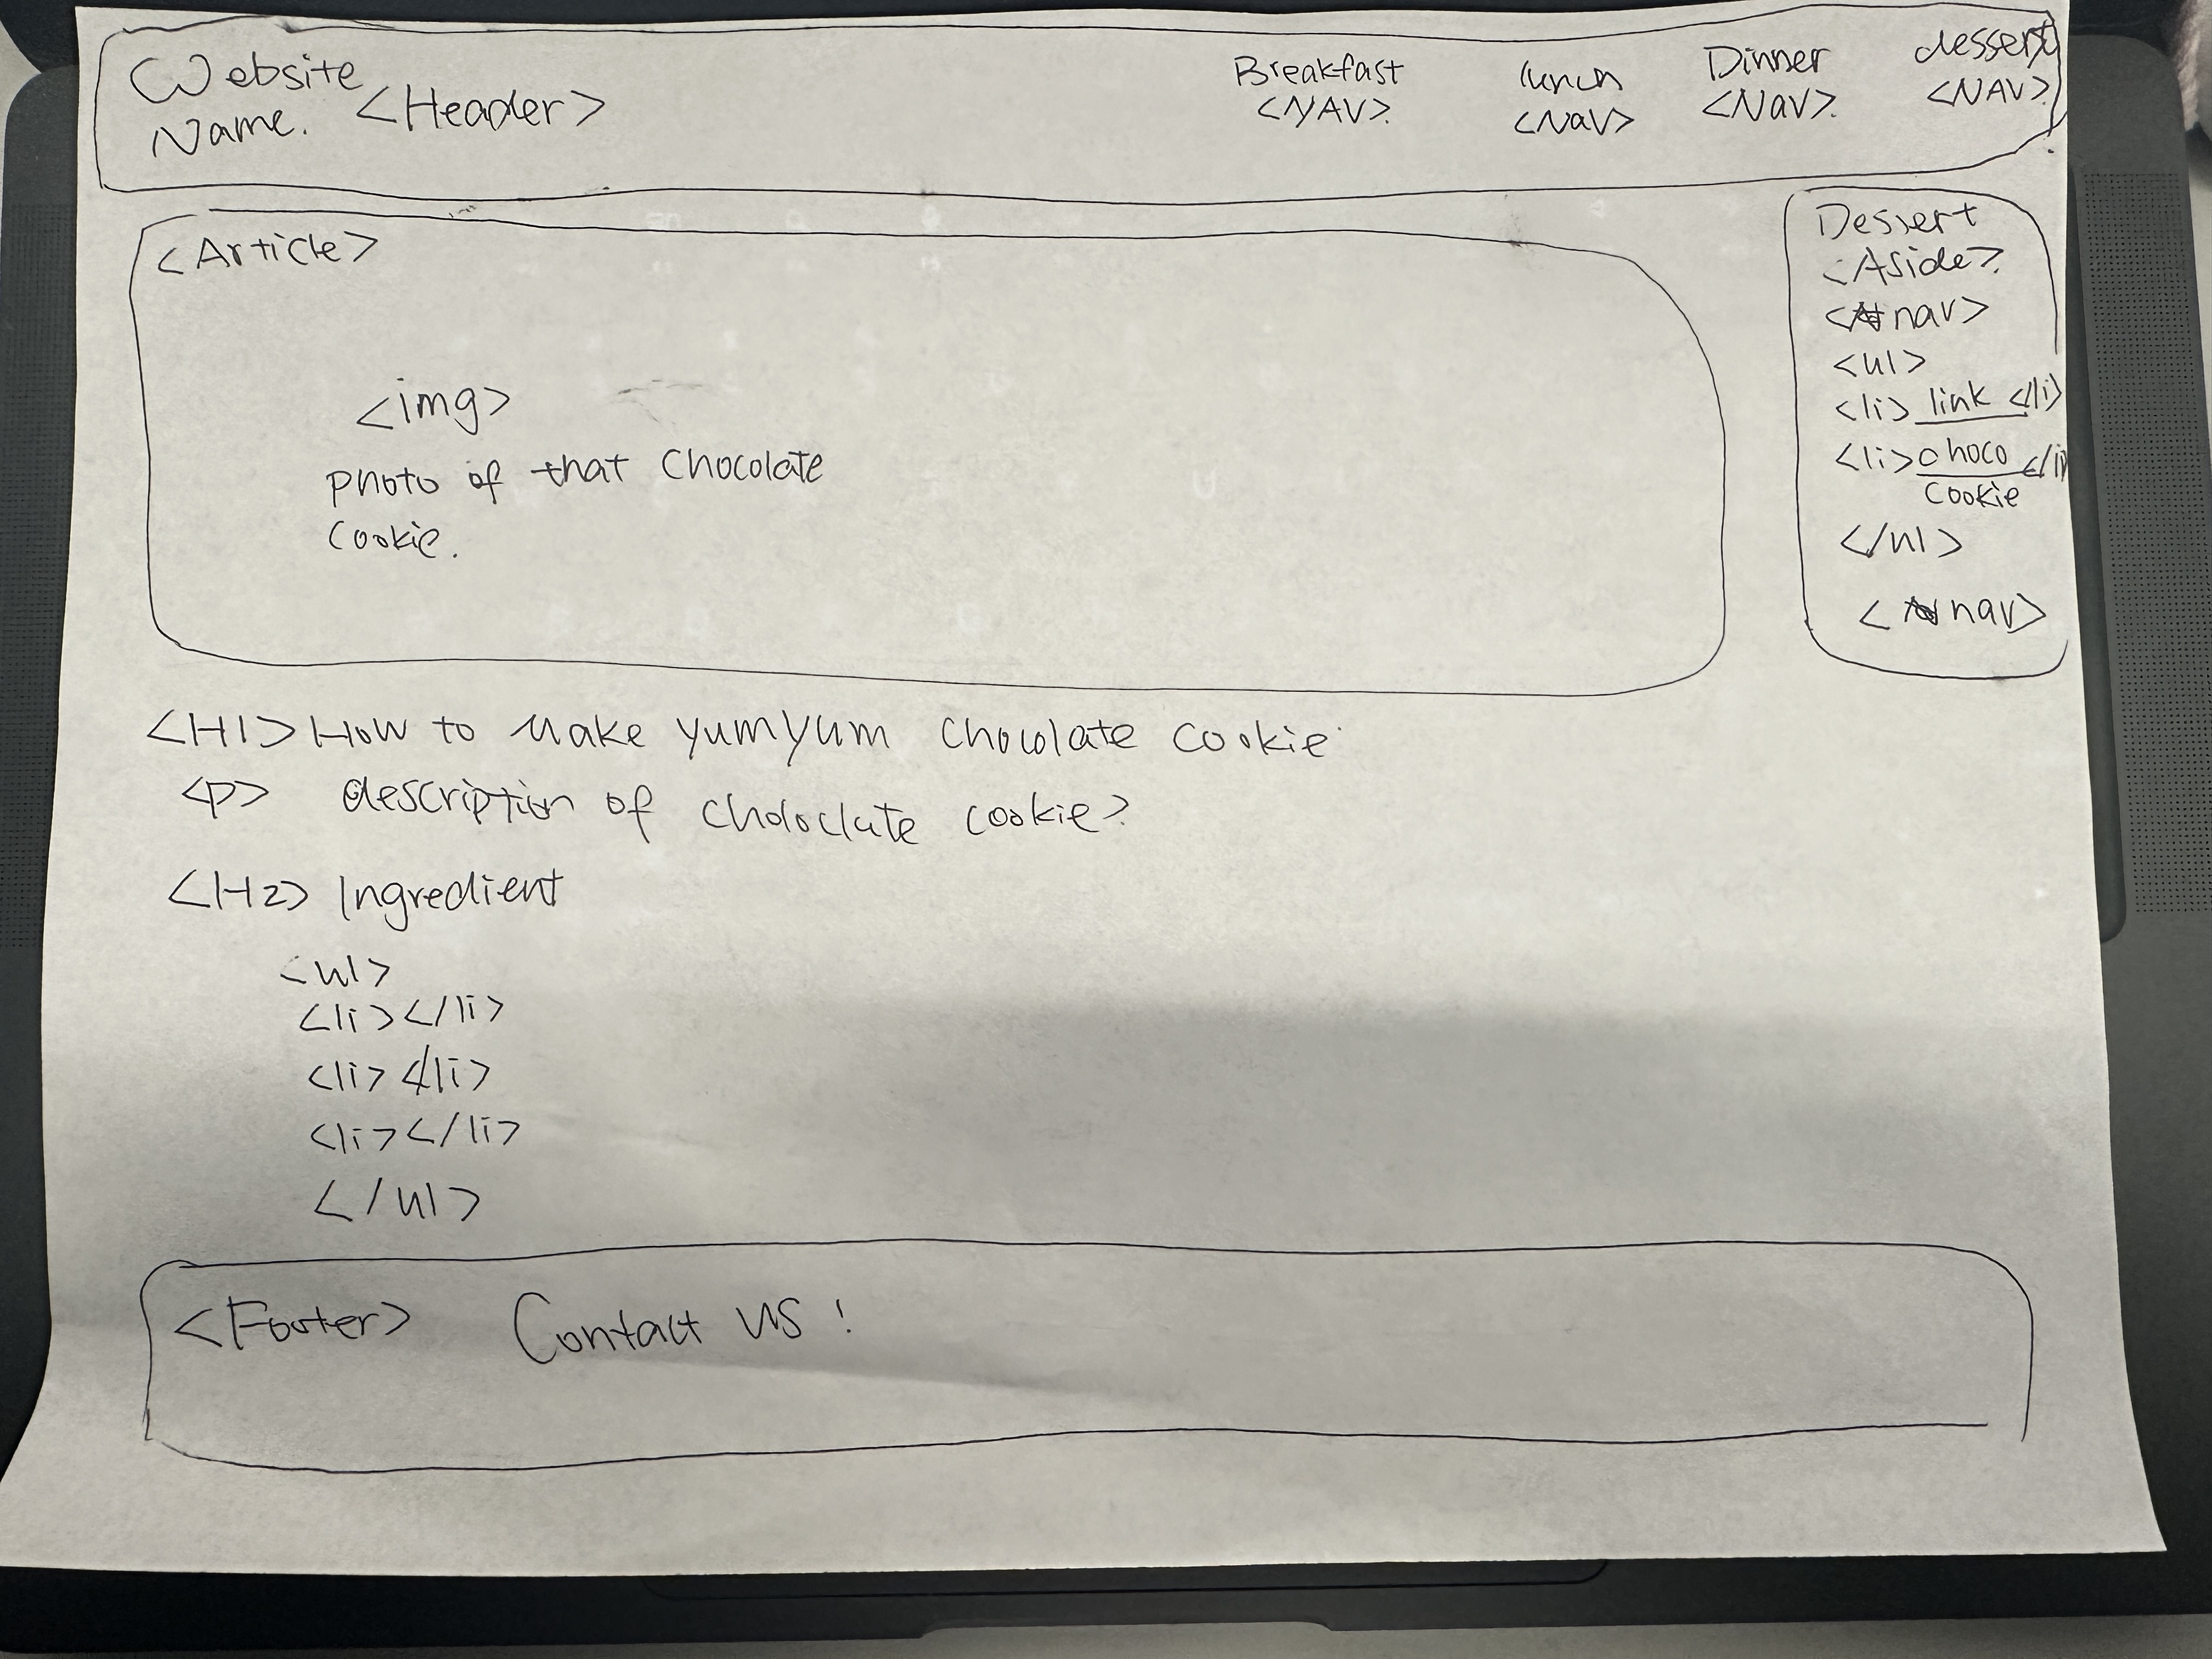 Website <Header>
Name.
Breakfast
<NAV>
lunch
<Nav>
Dinner
<Nav>
dessert
<NAV>
<Article>
<img>
photo of that chocolate
cookie.
Dessert
<Aside>
<nav>
<ul>
<li> link </li>
<li> choco </li
cookie
</ul>
<nav>
<H1> How to make yumyum chocolate cookie
<P> description of choloclate cookie>
<H2> Ingredient
<ul>
<li></li>
<li> </li>
<li></li>
</ul>
<Footer> Contact us!